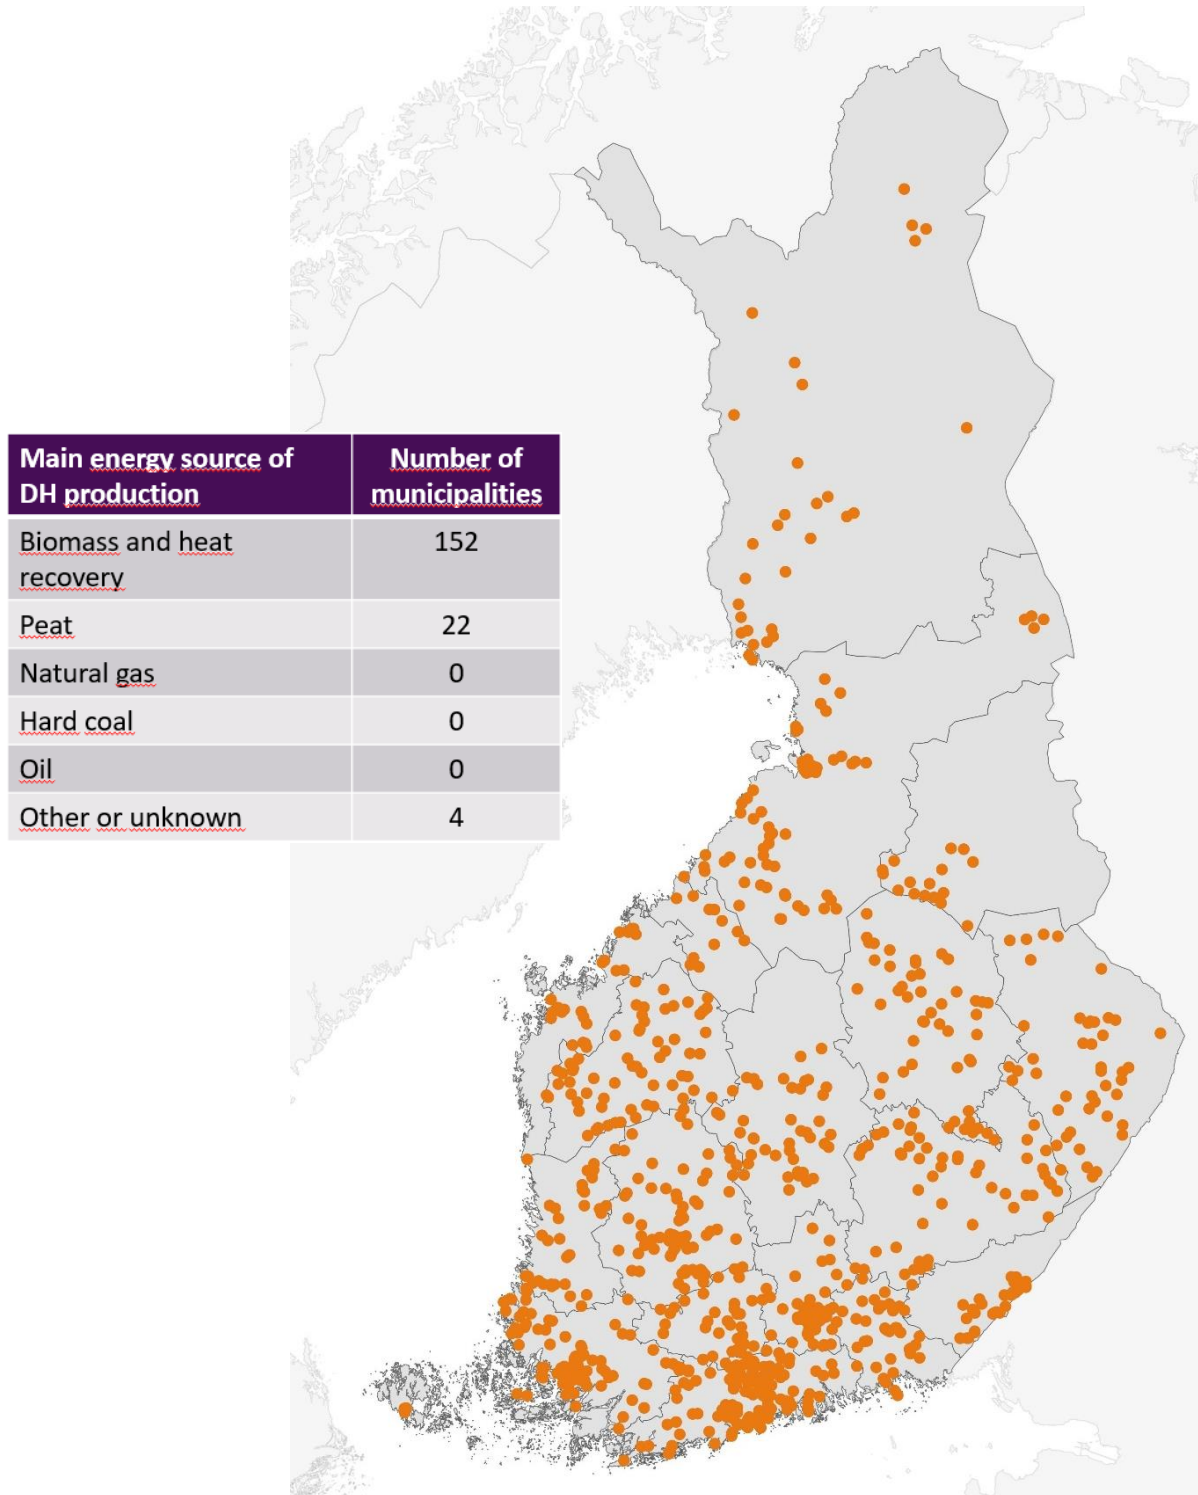 Main energy source of
DH production
Number of
municipalities
Biomass and heat
recovery
152
Peat
22
Natural gas
0
Hard coal
0
Oil
0
Other or unknown
4